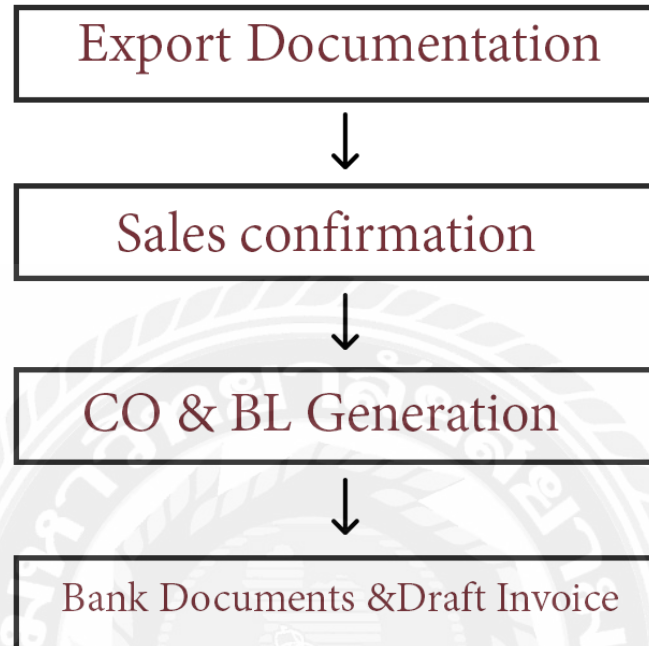 Export Documentation
Sales confirmation
CO & BL Generation
Bank Documents &Draft Invoice